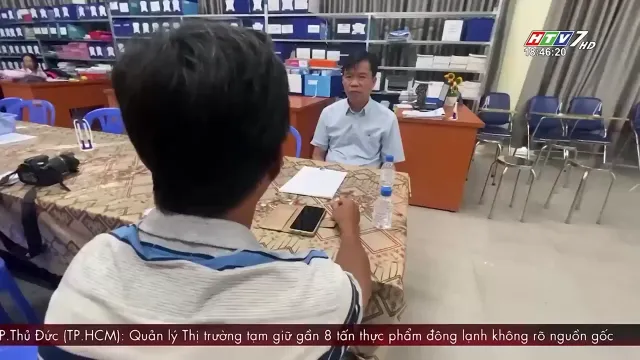 HTV7 HD
18:46:20
P.Thủ Đức (TP.HCM): Quản lý Thị trường tạm giữ gần 8 tấn thực phẩm đông lạnh không rõ nguồn gốc